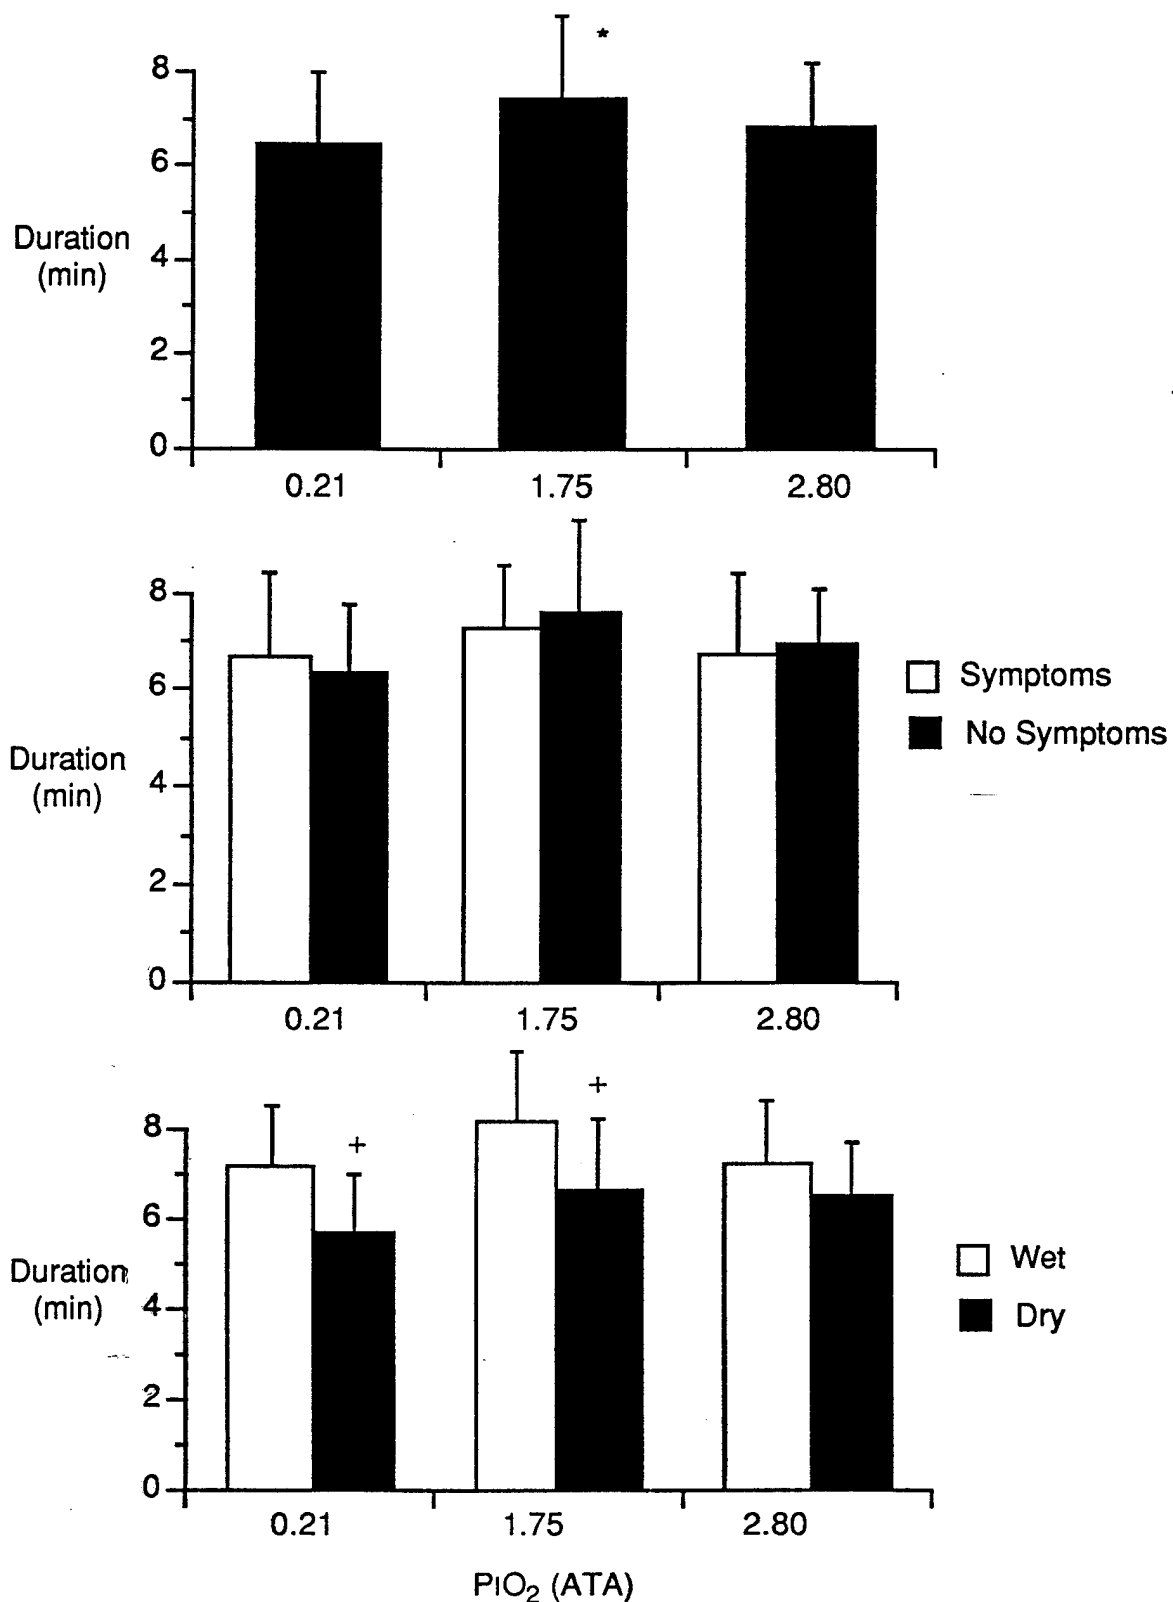 *
8
6
Duration
(min)
4
2
0
0.21 1.75 2.80
8
6
Symptoms
No Symptoms
Duration
(min)
4
2
0
0.21 1.75 2.80
+
8
+
6
Duration
(min)
4
Wet
Dry
2
0
0.21 1.75 2.80
PIO₂ (ATA)